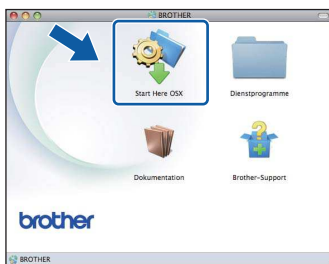 BROTHER
Start Here OSX
Dienstprogramme
Dokumentation
Brother-Support
brother
BROTHER